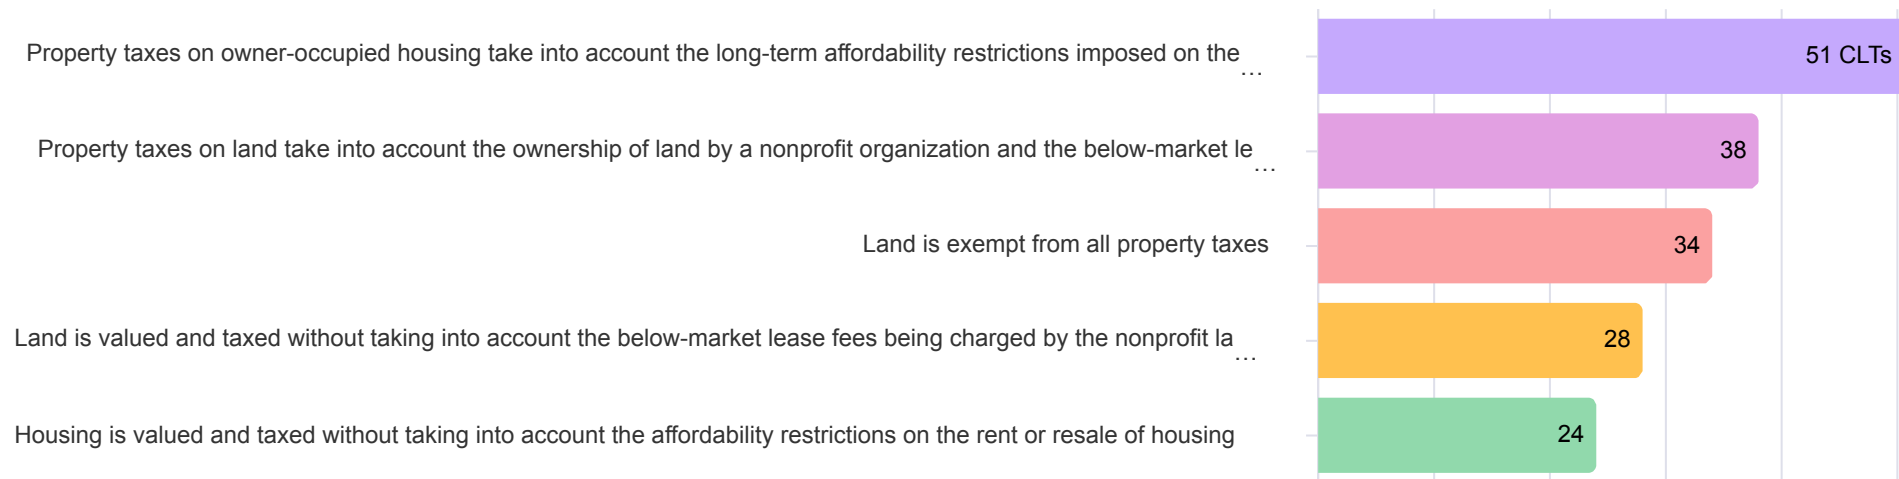 Property taxes on owner-occupied housing take into account the long-term affordability restrictions imposed on the…
51 CLTs
Property taxes on land take into account the ownership of land by a nonprofit organization and the below-market le…
38
Land is exempt from all property taxes
34
Land is valued and taxed without taking into account the below-market lease fees being charged by the nonprofit la…
28
Housing is valued and taxed without taking into account the affordability restrictions on the rent or resale of housing
24